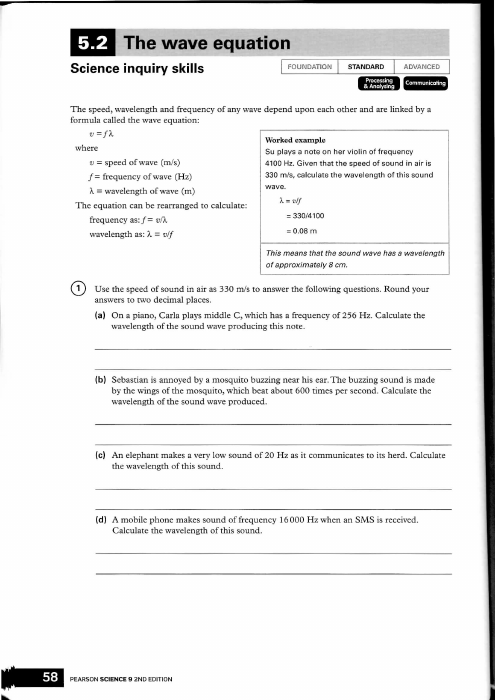 5.2 The wave equation
Science inquiry skills
FOUNDATION STANDARD ADVANCED
Processing & Analysing Communicating
The speed, wavelength and frequency of any wave depend upon each other and are linked by a
formula called the wave equation:
v = fλ
where
v = speed of wave (m/s)
f = frequency of wave (Hz)
λ = wavelength of wave (m)
The equation can be rearranged to calculate:
frequency as: f = v/λ
wavelength as: λ = v/f
Worked example
Su plays a note on her violin of frequency
4100 Hz. Given that the speed of sound in air is
330 m/s, calculate the wavelength of this sound
wave.
λ = v/f
= 330/4100
= 0.08 m
This means that the sound wave has a wavelength
of approximately 8 cm.
1 Use the speed of sound in air as 330 m/s to answer the following questions. Round your
answers to two decimal places.
(a) On a piano, Carla plays middle C, which has a frequency of 256 Hz. Calculate the
wavelength of the sound wave producing this note.
(b) Sebastian is annoyed by a mosquito buzzing near his ear. The buzzing sound is made
by the wings of the mosquito, which beat about 600 times per second. Calculate the
wavelength of the sound wave produced.
(c) An elephant makes a very low sound of 20 Hz as it communicates to its herd. Calculate
the wavelength of this sound.
(d) A mobile phone makes sound of frequency 16 000 Hz when an SMS is received.
Calculate the wavelength of this sound.
58 PEARSON SCIENCE 9 2ND EDITION